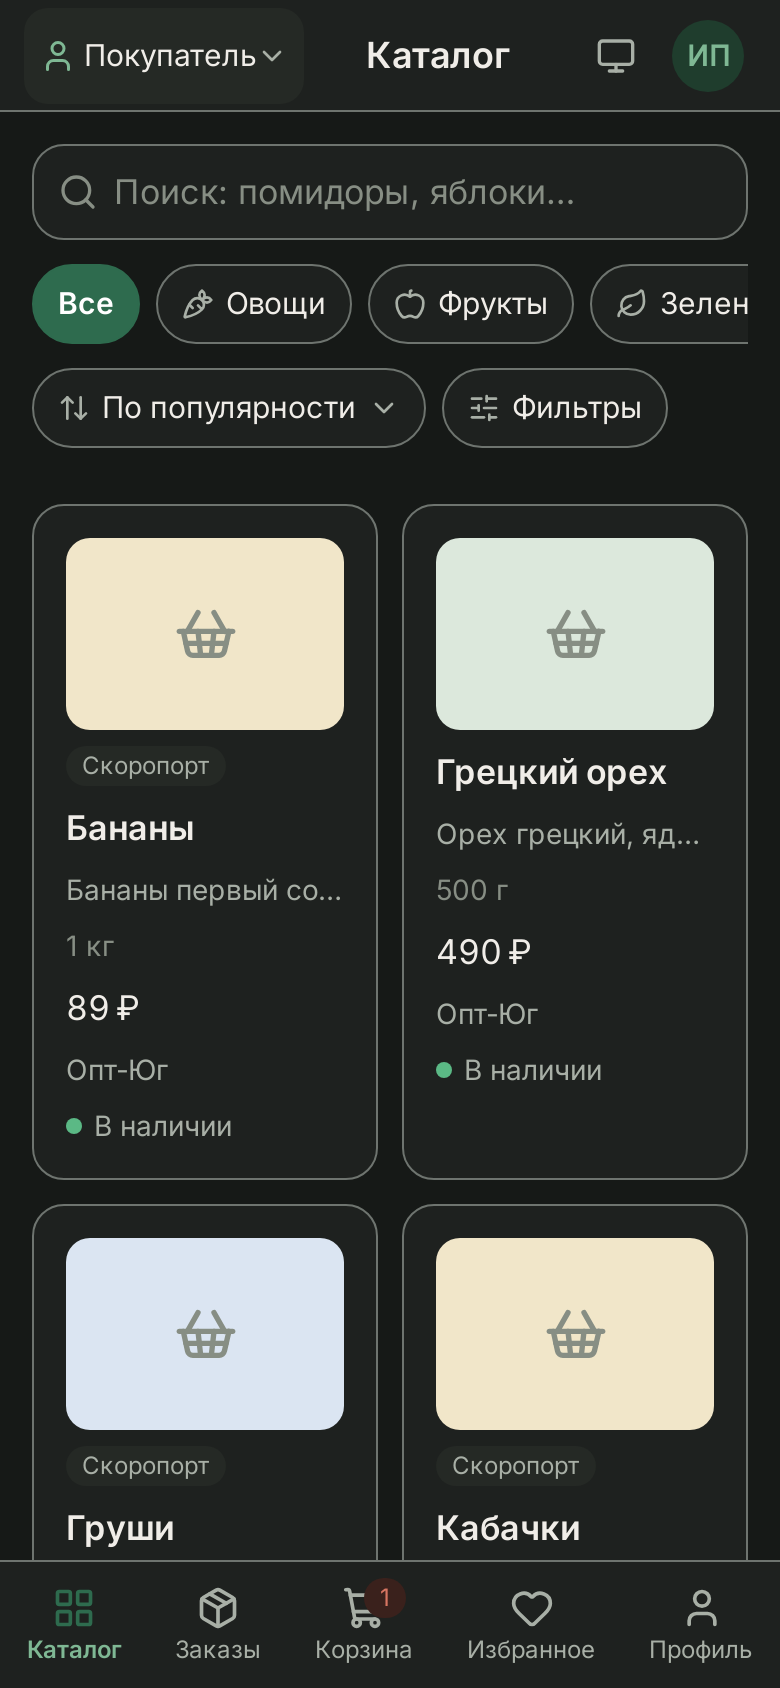 Покупатель
Каталог
ИП
Поиск: помидоры, яблоки...
Все
Овощи
Фрукты
Зелен
По популярности
Фильтры
Скоропорт
Бананы
Бананы первый со...
1 кг
89 ₽
Опт-Юг
В наличии
Грецкий орех
Орех грецкий, яд...
500 г
490 ₽
Опт-Юг
В наличии
Скоропорт
Груши
Скоропорт
Кабачки
Каталог
Заказы
1
Корзина
Избранное
Профиль